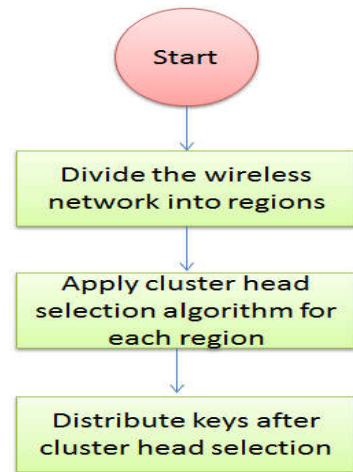 Start
Divide the wireless
network into regions
Apply cluster head
selection algorithm for
each region
Distribute keys after
cluster head selection